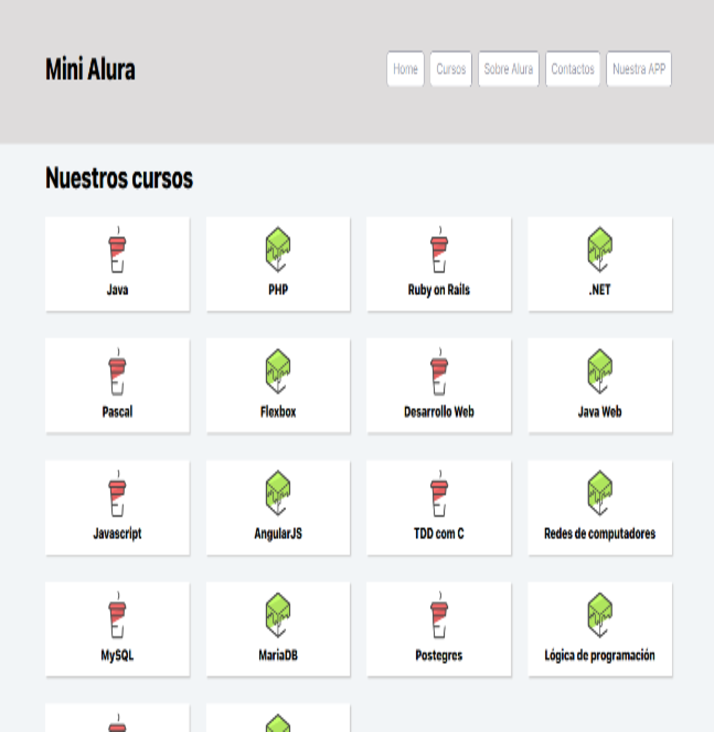 Mini Alura
Home Cursos Sobre Alura Contactos Nuestra APP
Nuestros cursos
Java PHP Ruby on Rails .NET
Pascal Flexbox Desarrollo Web Java Web
Javascript AngularJS TDD com C Redes de computadores
MySQL MariaDB Postegres Lógica de programación